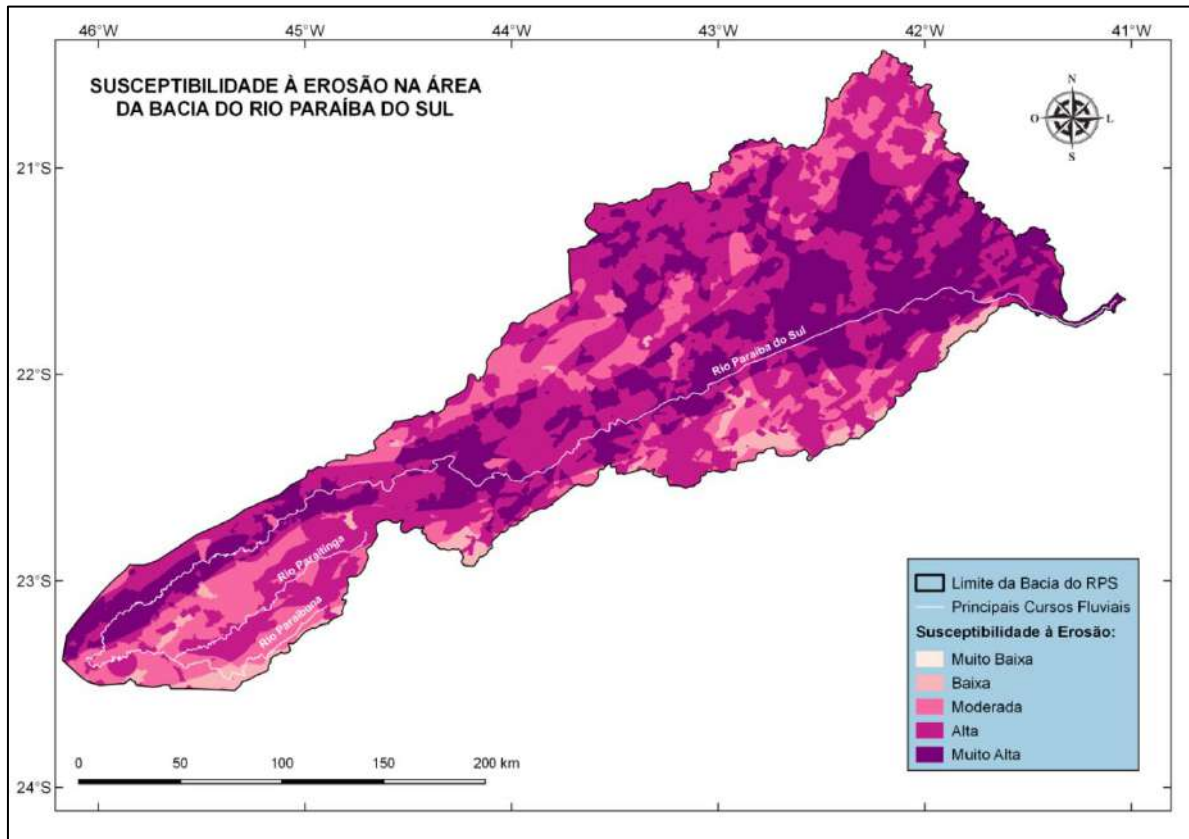 46°W
45°W
44°W
43°W
42°W
41°W
SUSCEPTIBILIDADE À EROSÃO NA ÁREA
DA BACIA DO RIO PARAÍBA DO SUL
N
O
L
S
21°S
22°S
23°S
24°S
Rio Paraíba do Sul
Rio Paraitinga
Rio Paraibuna
0 50 100 150 200 km
Limite da Bacia do RPS
Principais Cursos Fluviais
Susceptibilidade à Erosão:
Muito Baixa
Baixa
Moderada
Alta
Muito Alta